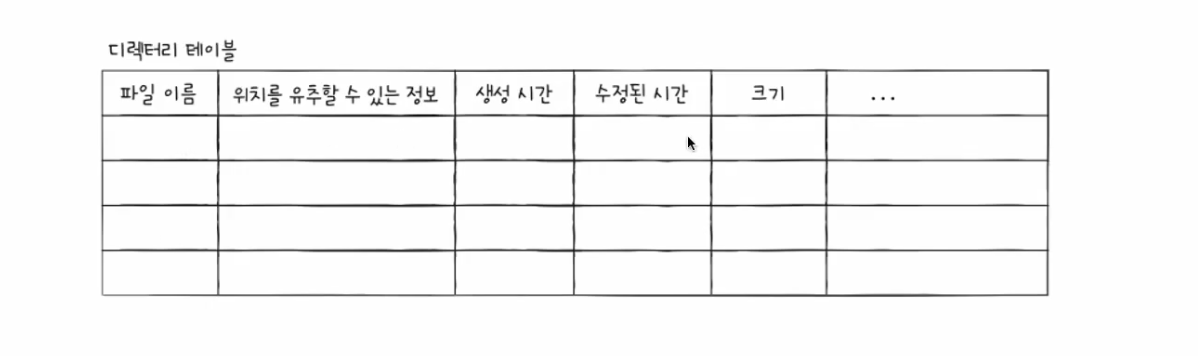 디렉터리 테이블
파일 이름 위치를 유추할 수 있는 정보 생성 시간 수정된 시간 크기 ...